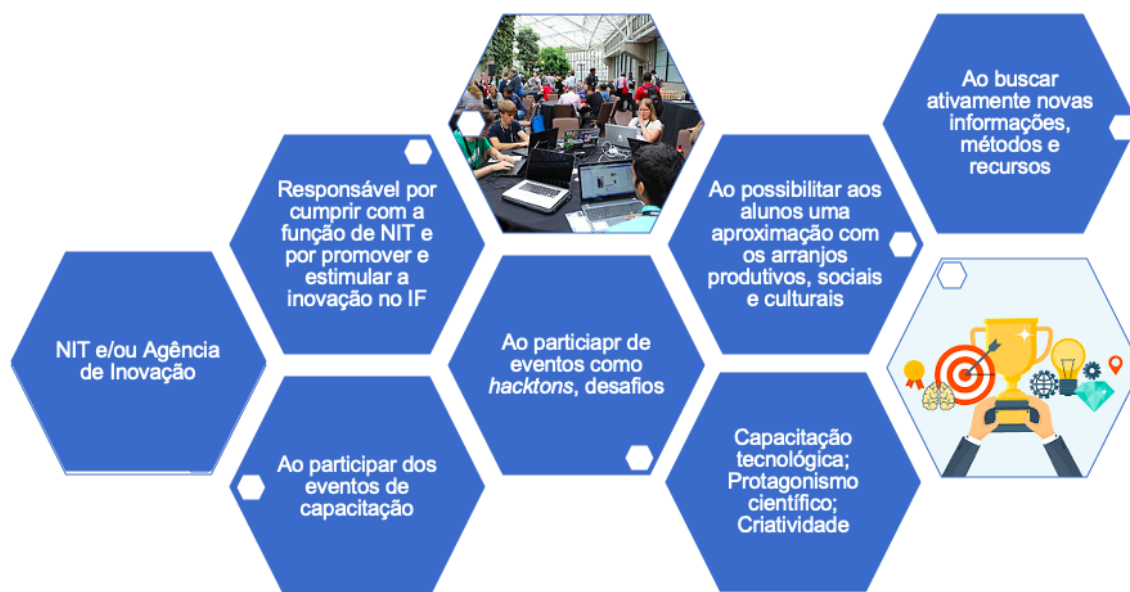 NIT e/ou Agência
de Inovação
Responsável por
cumprir com a
função de NIT e
por promover e
estimular a
inovação no IF
Ao participar dos
eventos de
capacitação
Ao particiapr de
eventos como
hacktons, desafios
Ao possibilitar aos
alunos uma
aproximação com
os arranjos
produtivos, sociais
e culturais
Capacitação
tecnológica;
Protagonismo
científico;
Criatividade
Ao buscar
ativamente novas
informações,
métodos e
recursos